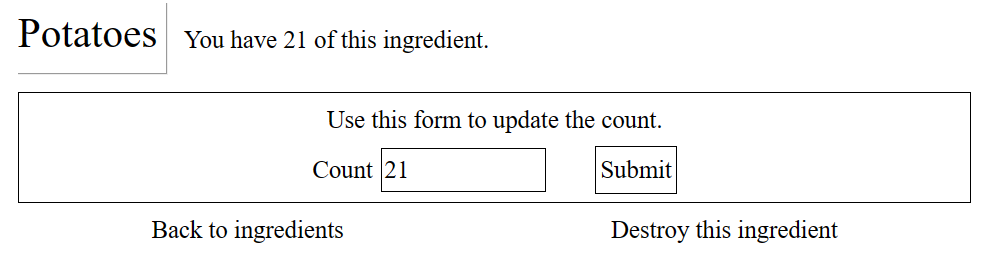 Potatoes You have 21 of this ingredient.
Use this form to update the count.
Count 21 Submit
Back to ingredients Destroy this ingredient